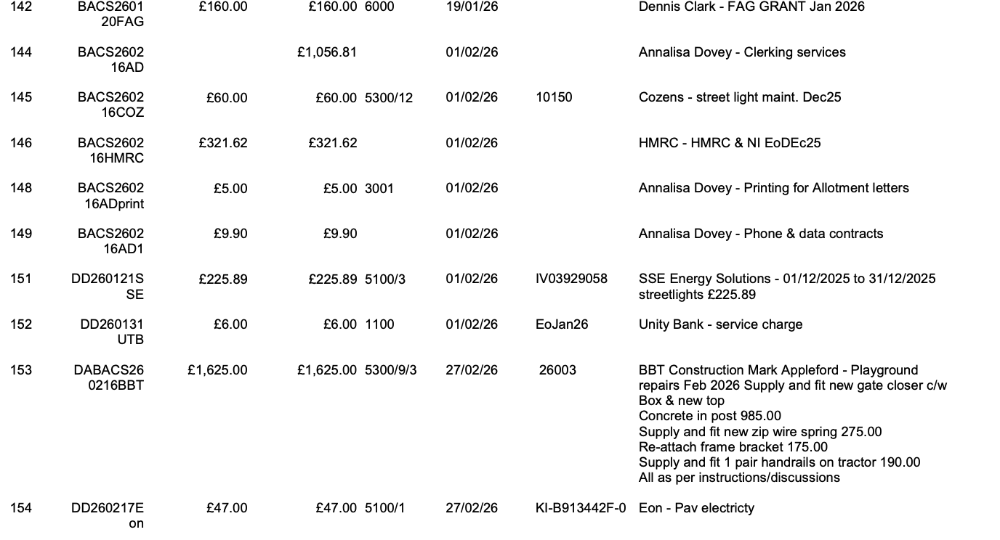 142 BACS2601 £160.00 £160.00 6000 19/01/26 Dennis Clark - FAG GRANT Jan 2026
20FAG
144 BACS2602 £1,056.81 01/02/26 Annalisa Dovey - Clerking services
16AD
145 BACS2602 £60.00 £60.00 5300/12 01/02/26 10150 Cozens - street light maint. Dec25
16COZ
146 BACS2602 £321.62 £321.62 01/02/26 HMRC - HMRC & NI EoDEc25
16HMRC
148 BACS2602 £5.00 £5.00 3001 01/02/26 Annalisa Dovey - Printing for Allotment letters
16ADprint
149 BACS2602 £9.90 £9.90 01/02/26 Annalisa Dovey - Phone & data contracts
16AD1
151 DD260121S £225.89 £225.89 5100/3 01/02/26 IV03929058 SSE Energy Solutions - 01/12/2025 to 31/12/2025
SE streetlights £225.89
152 DD260131 £6.00 £6.00 1100 01/02/26 EoJan26 Unity Bank - service charge
UTB
153 DABACS26 £1,625.00 £1,625.00 5300/9/3 27/02/26 26003 BBT Construction Mark Appleford - Playground
0216BBT repairs Feb 2026 Supply and fit new gate closer c/w
Box & new top
Concrete in post 985.00
Supply and fit new zip wire spring 275.00
Re-attach frame bracket 175.00
Supply and fit 1 pair handrails on tractor 190.00
All as per instructions/discussions
154 DD260217E £47.00 £47.00 5100/1 27/02/26 KI-B913442F-0 Eon - Pav electricty
on